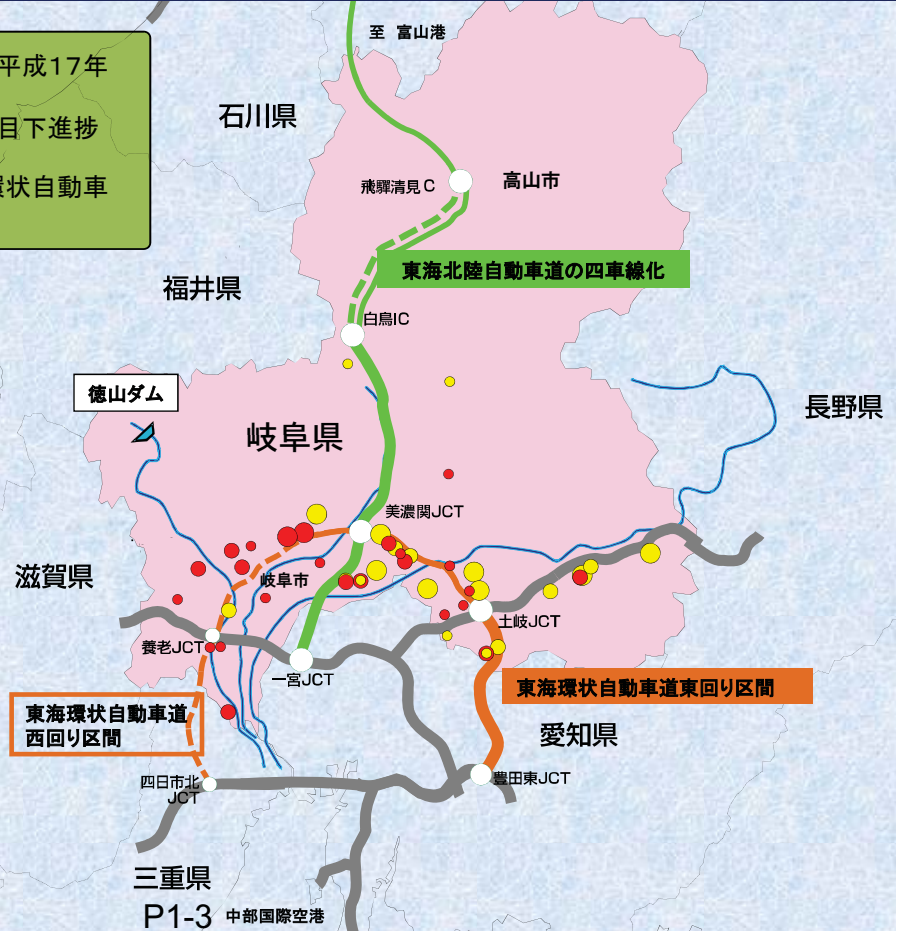 至 富山港
平成17年
目下進捗
環状自動車
石川県
飛驒清見C
高山市
東海北陸自動車道の四車線化
福井県
白鳥IC
徳山ダム
長野県
岐阜県
美濃関JCT
滋賀県
岐阜市
土岐JCT
養老JCT
一宮JCT
東海環状自動車道東回り区間
東海環状自動車道
西回り区間
愛知県
四日市北
JCT
豊田東JCT
三重県
P1-3
中部国際空港